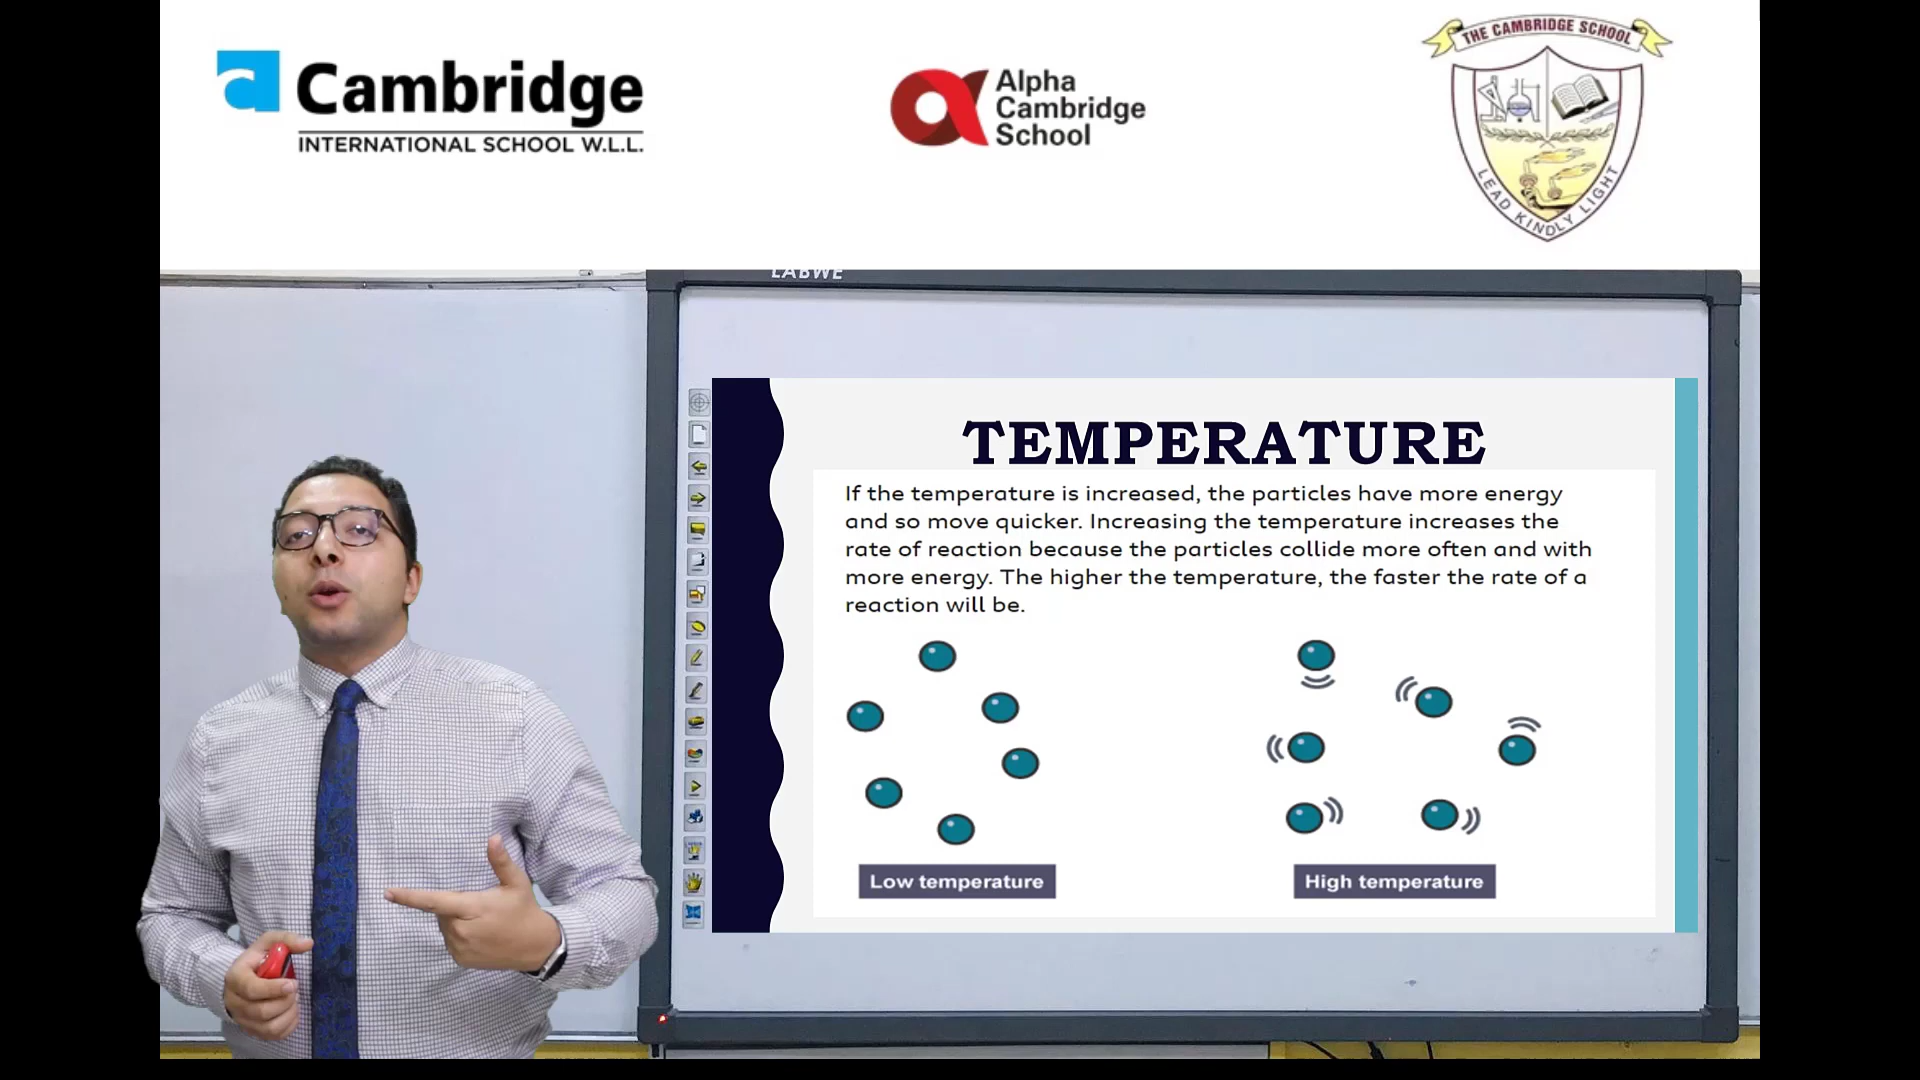 Cambridge
INTERNATIONAL SCHOOL W.L.L.
Alpha
Cambridge
School
THE CAMBRIDGE SCHOOL
LEAD KINDLY LIGHT
LABWE
TEMPERATURE
If the temperature is increased, the particles have more energy
and so move quicker. Increasing the temperature increases the
rate of reaction because the particles collide more often and with
more energy. The higher the temperature, the faster the rate of a
reaction will be.
Low temperature
High temperature